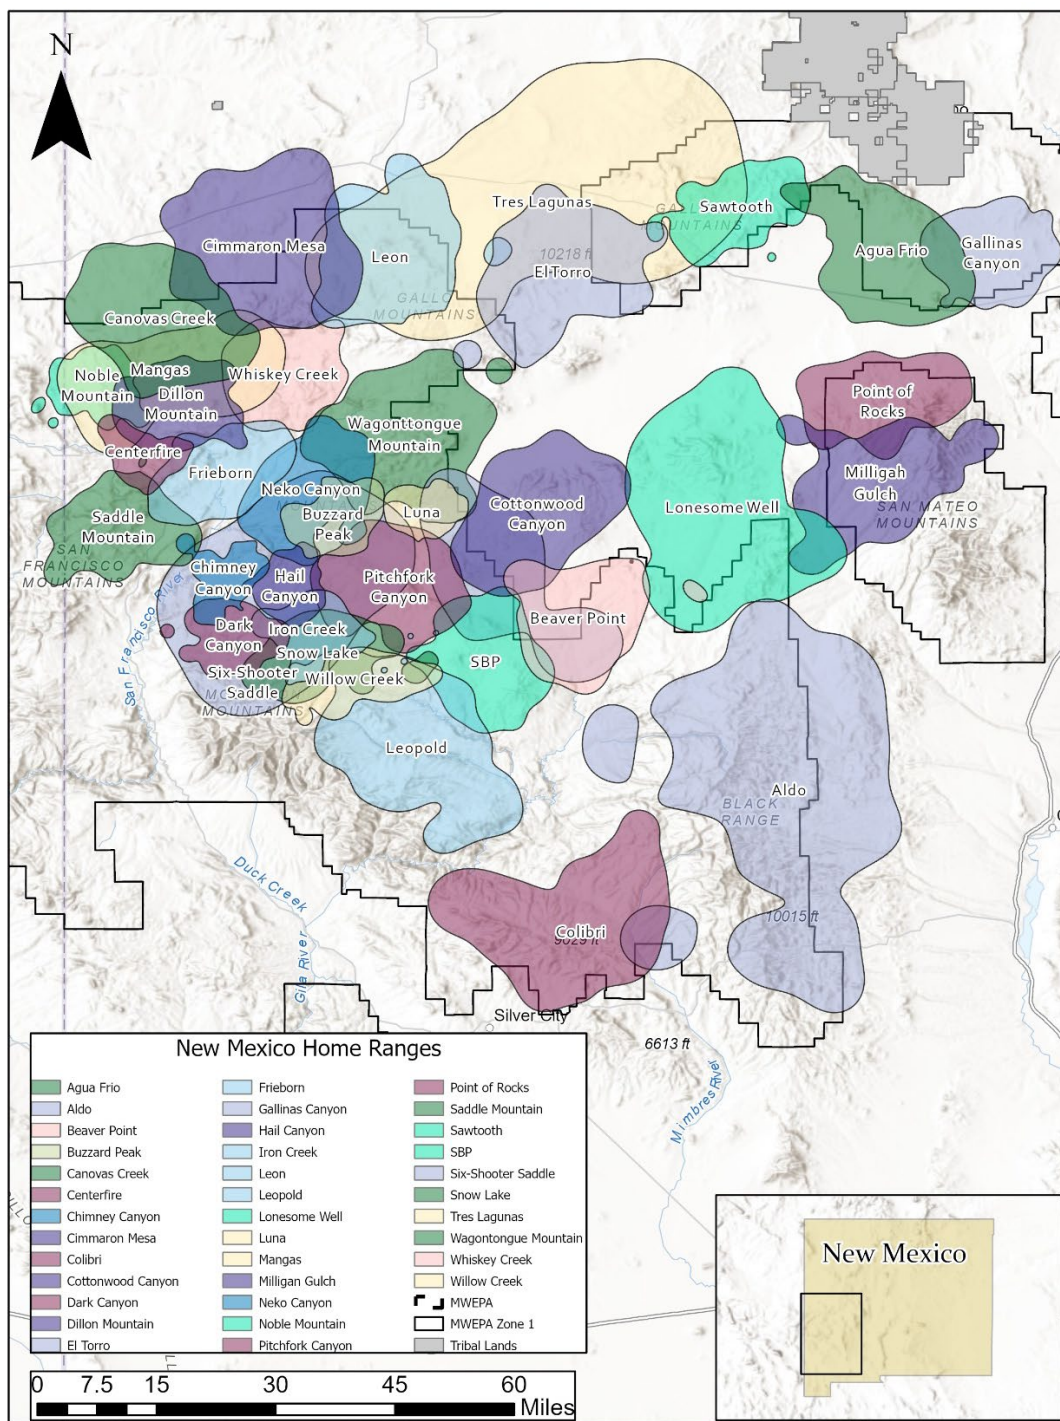 N
Tres Lagunas
Sawtooth
GALL
MOUNTAINS
Cimmaron Mesa
Leon
10218 ft
El Torro
Agua Frio
Gallinas
Canyon
GALLO
MOUNTAINS
Canovas Creek
Noble
Mountain
Mangas
Dillon
Mountain
Whiskey Creek
Point of
Rocks
Wagonttongue
Mountain
Centerfire
Frieborn
Neko Canyon
Buzzard
Peak
Luna
Cottonwood
Canyon
Lonesome Well
Milligah
Gulch
SAN MATEO
MOUNTAINS
Saddle
Mountain
SAN
FRANCISCO
MOUNTAINS
Chimney
Canyon
Hail
Canyon
Pitchfork
Canyon
San Francisco River
Dark
Canyon
Iron Creek
Snow Lake
Beaver Point
SBP
Six-Shooter
Saddle
Willow Creek
MOUNTAINS
Leopold
Aldo
BLACK
RANGE
Duck Creek
Gila River
Colibri
9029 ft
10015 ft
Silver City
6613 ft
Mimbres River
New Mexico Home Ranges
Agua Frio
Aldo
Beaver Point
Buzzard Peak
Canovas Creek
Centerfire
Chimney Canyon
Cimmaron Mesa
Colibri
Cottonwood Canyon
Dark Canyon
Dillon Mountain
El Torro
Frieborn
Gallinas Canyon
Hail Canyon
Iron Creek
Leon
Leopold
Lonesome Well
Luna
Mangas
Milligan Gulch
Neko Canyon
Noble Mountain
Pitchfork Canyon
Point of Rocks
Saddle Mountain
Sawtooth
SBP
Six-Shooter Saddle
Snow Lake
Tres Lagunas
Wagontongue Mountain
Whiskey Creek
Willow Creek
MWEPA
MWEPA Zone 1
Tribal Lands
0 7.5 15 30 45 60
Miles
New Mexico